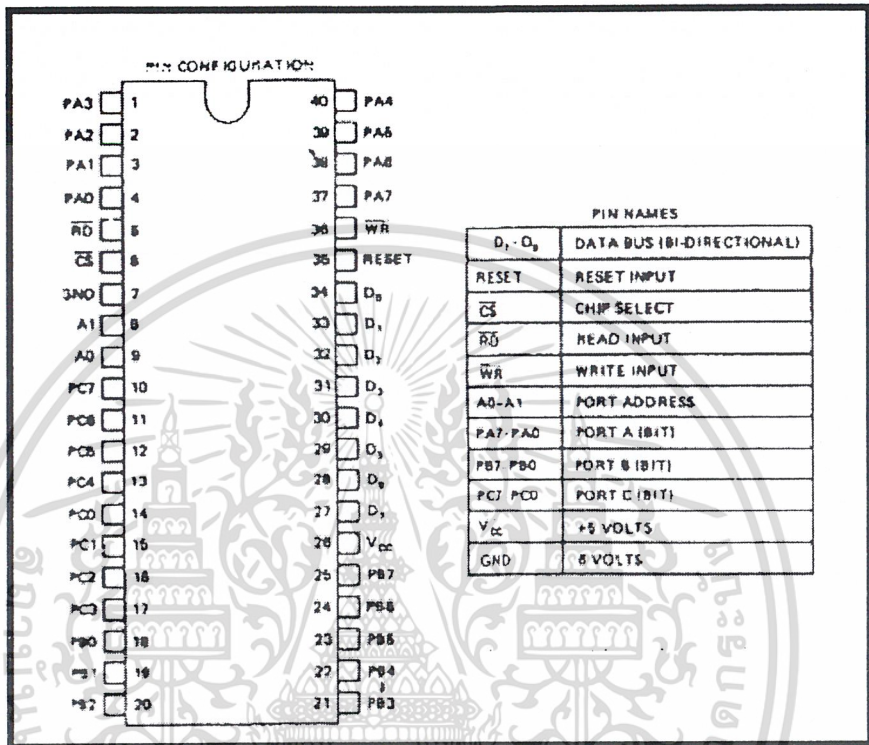 PIN CONFIGURATION
PA3 1 40 PA4
PA2 2 39 PA5
PA1 3 38 PA6
PA0 4 37 PA7
RD 5 36 WR
CS 6 35 RESET
GND 7 34 D0
A1 8 33 D1
A0 9 32 D2
PC7 10 31 D3
PC6 11 30 D4
PC5 12 29 D5
PC4 13 28 D6
PC0 14 27 D7
PC1 15 26 VCC
PC2 16 25 PB7
PC3 17 24 PB6
PB0 18 23 PB5
PB1 19 22 PB4
PB2 20 21 PB3
PIN NAMES
D7-D0 DATA BUS (BI-DIRECTIONAL)
RESET RESET INPUT
CS CHIP SELECT
RD READ INPUT
WR WRITE INPUT
A0-A1 PORT ADDRESS
PA7-PA0 PORT A (BIT)
PB7-PB0 PORT B (BIT)
PC7-PC0 PORT C (BIT)
VCC +5 VOLTS
GND VOLTS